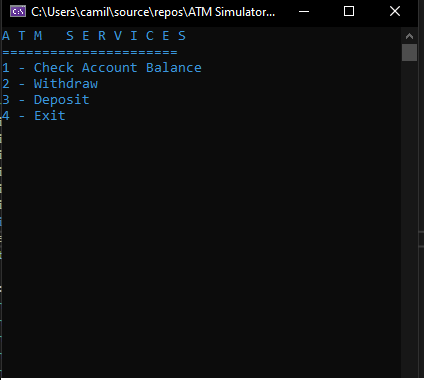 C:\Users\camil\source\repos\ATM Simulator...
A T M   S E R V I C E S
======================
1 - Check Account Balance
2 - Withdraw
3 - Deposit
4 - Exit